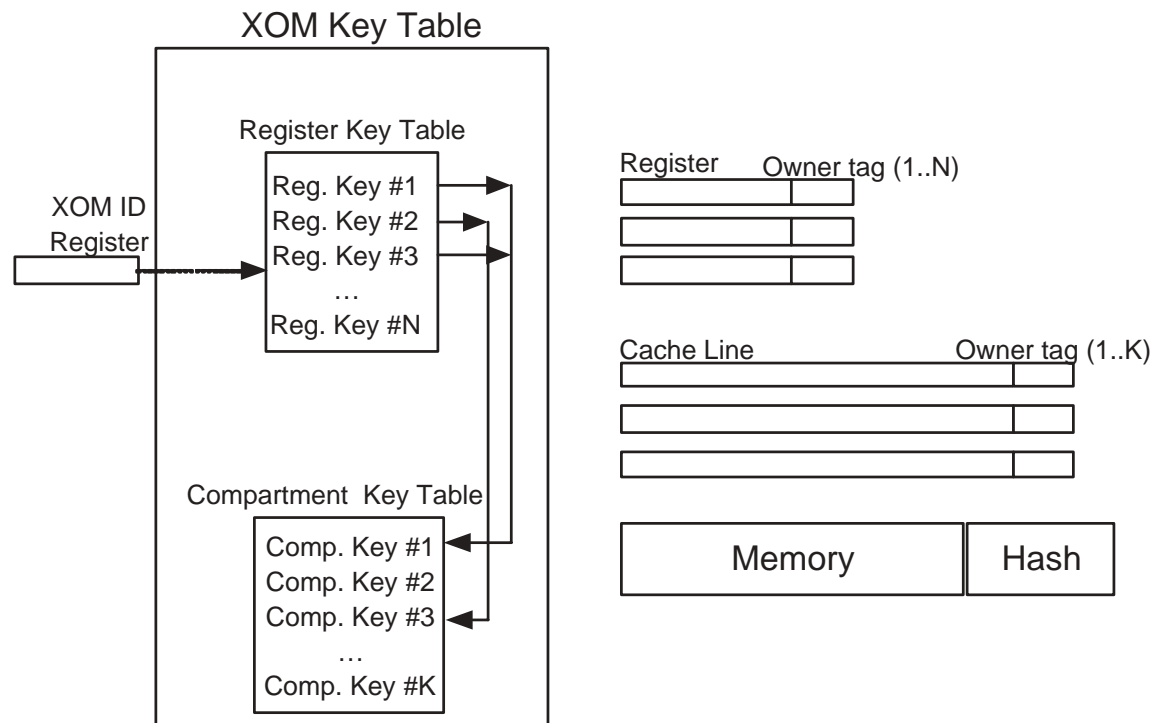 XOM Key Table
Register Key Table
Reg. Key #1
Reg. Key #2
Reg. Key #3
...
Reg. Key #N
XOM ID
Register
Compartment Key Table
Comp. Key #1
Comp. Key #2
Comp. Key #3
...
Comp. Key #K
Register Owner tag (1..N)
Cache Line Owner tag (1..K)
Memory Hash